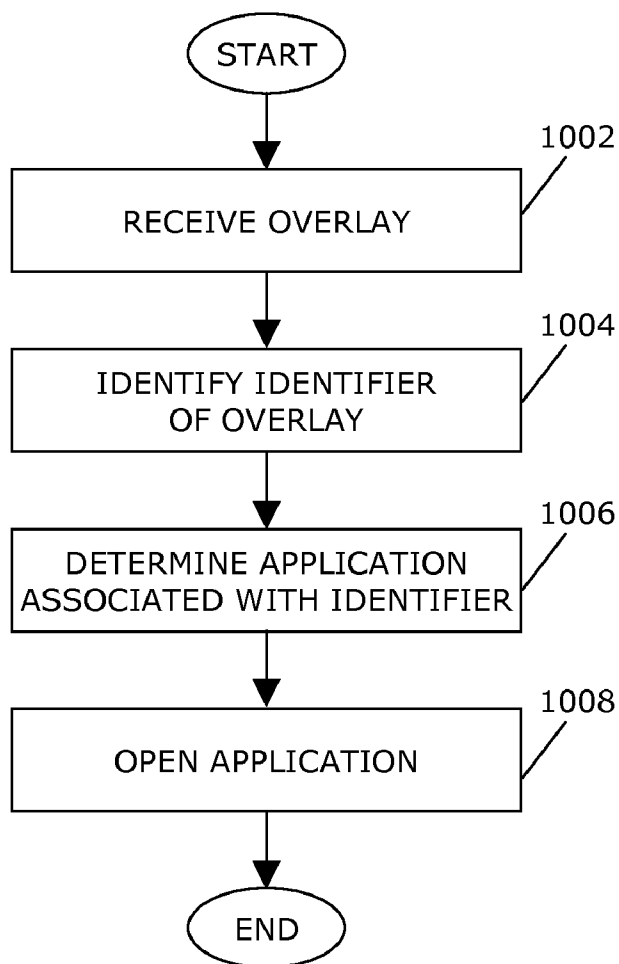 START
1002
RECEIVE OVERLAY
1004
IDENTIFY IDENTIFIER
OF OVERLAY
1006
DETERMINE APPLICATION
ASSOCIATED WITH IDENTIFIER
1008
OPEN APPLICATION
END